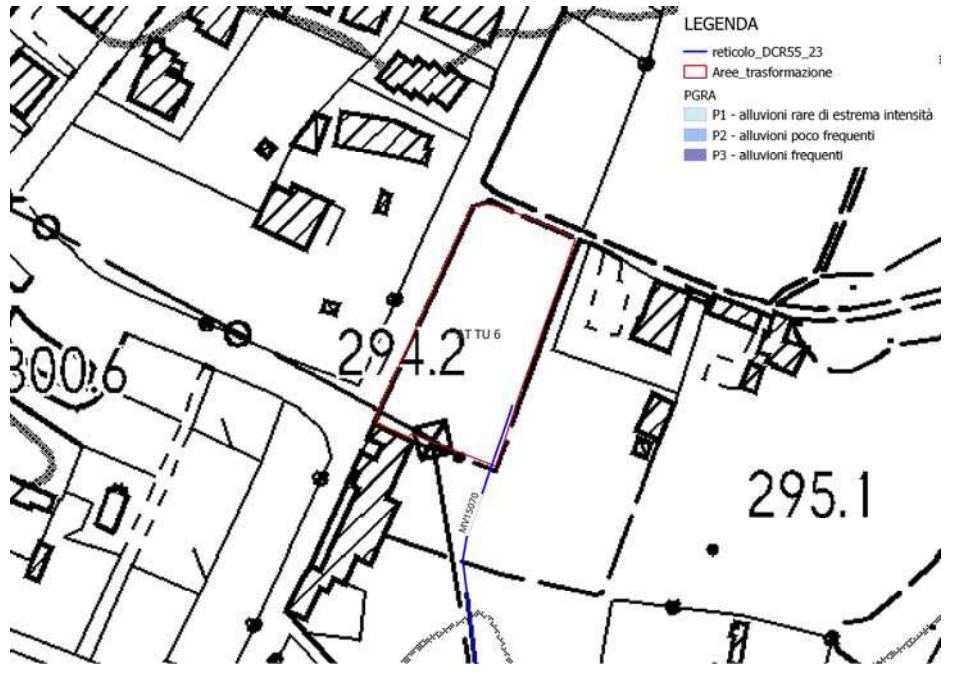 LEGENDA
reticolo_DCR55_23
Aree_trasformazione
PGRA
P1 - alluvioni rare di estrema intensità
P2 - alluvioni poco frequenti
P3 - alluvioni frequenti
TU 6
294.2
300.6
295.1
MV15070